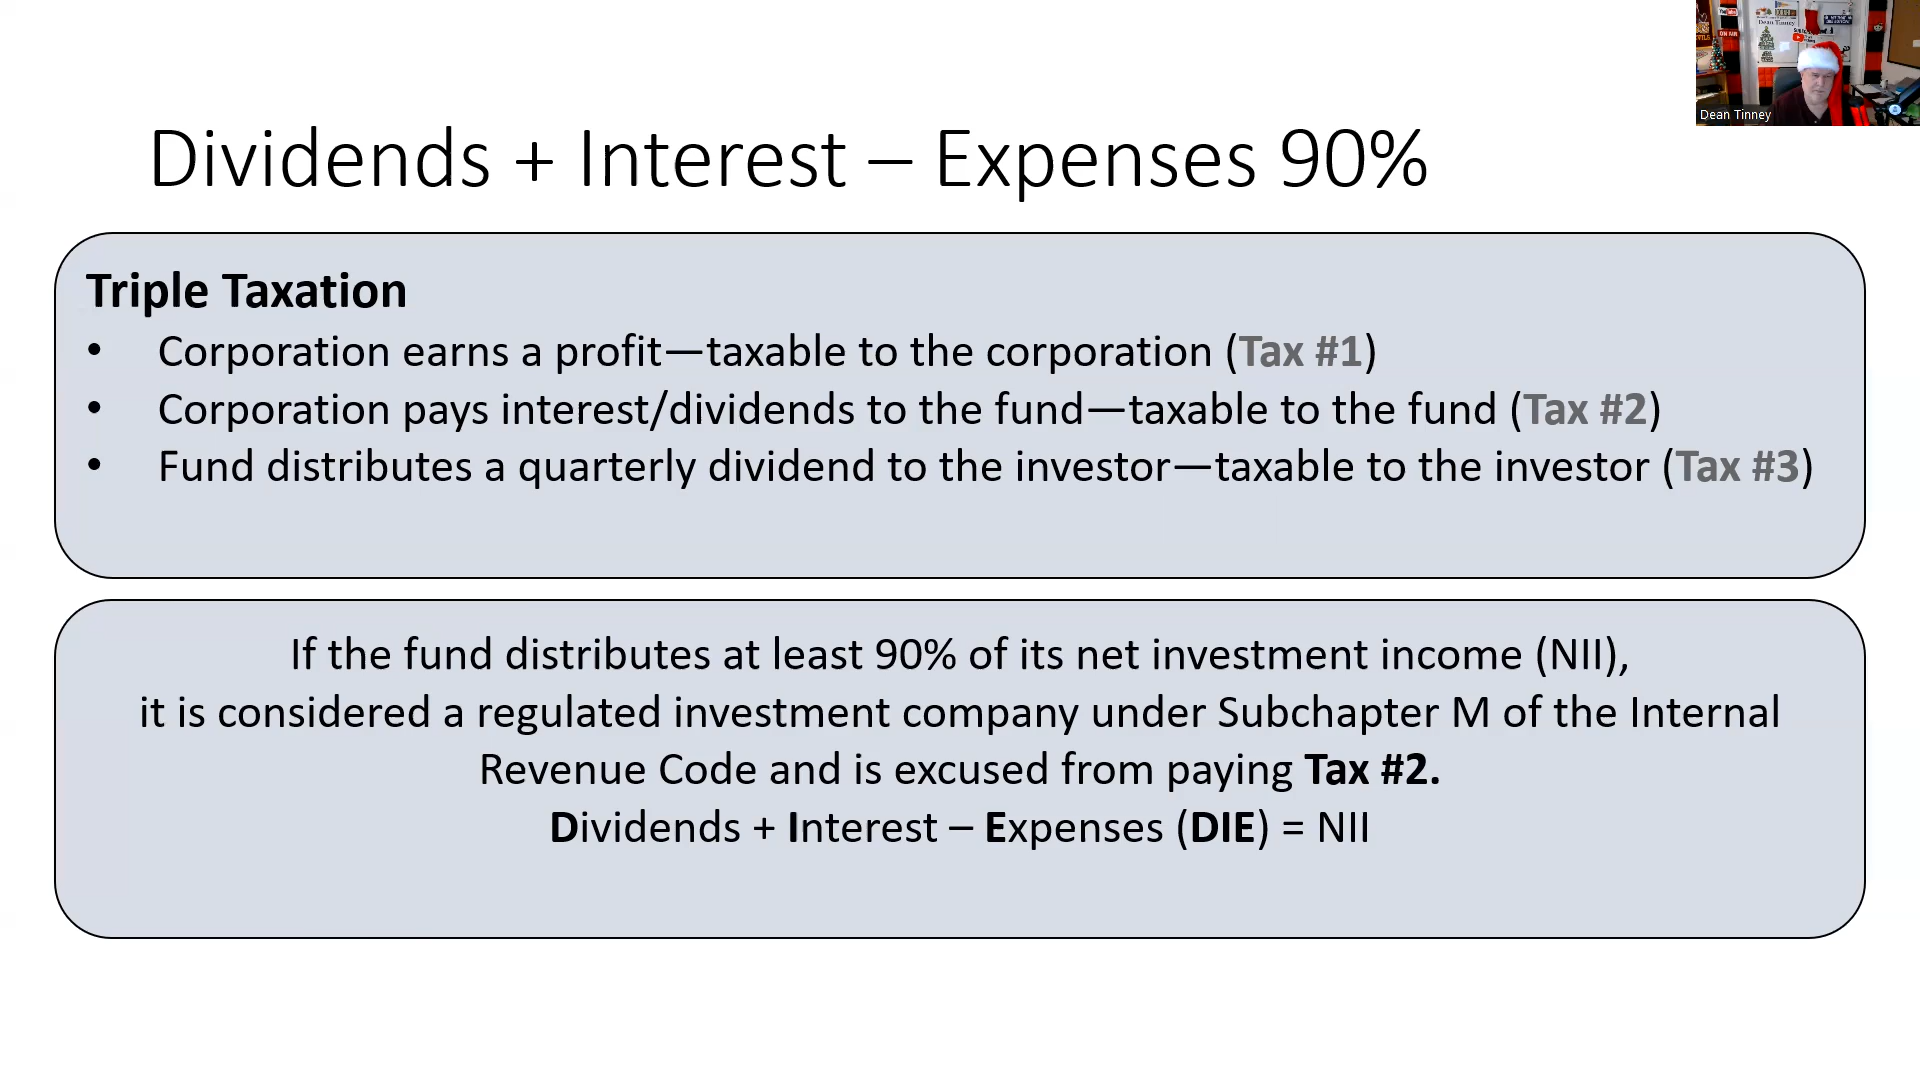 Dean Tinney
Dividends + Interest – Expenses 90%
Triple Taxation
• Corporation earns a profit—taxable to the corporation (Tax #1)
• Corporation pays interest/dividends to the fund—taxable to the fund (Tax #2)
• Fund distributes a quarterly dividend to the investor—taxable to the investor (Tax #3)
If the fund distributes at least 90% of its net investment income (NII),
it is considered a regulated investment company under Subchapter M of the Internal
Revenue Code and is excused from paying Tax #2.
Dividends + Interest – Expenses (DIE) = NII